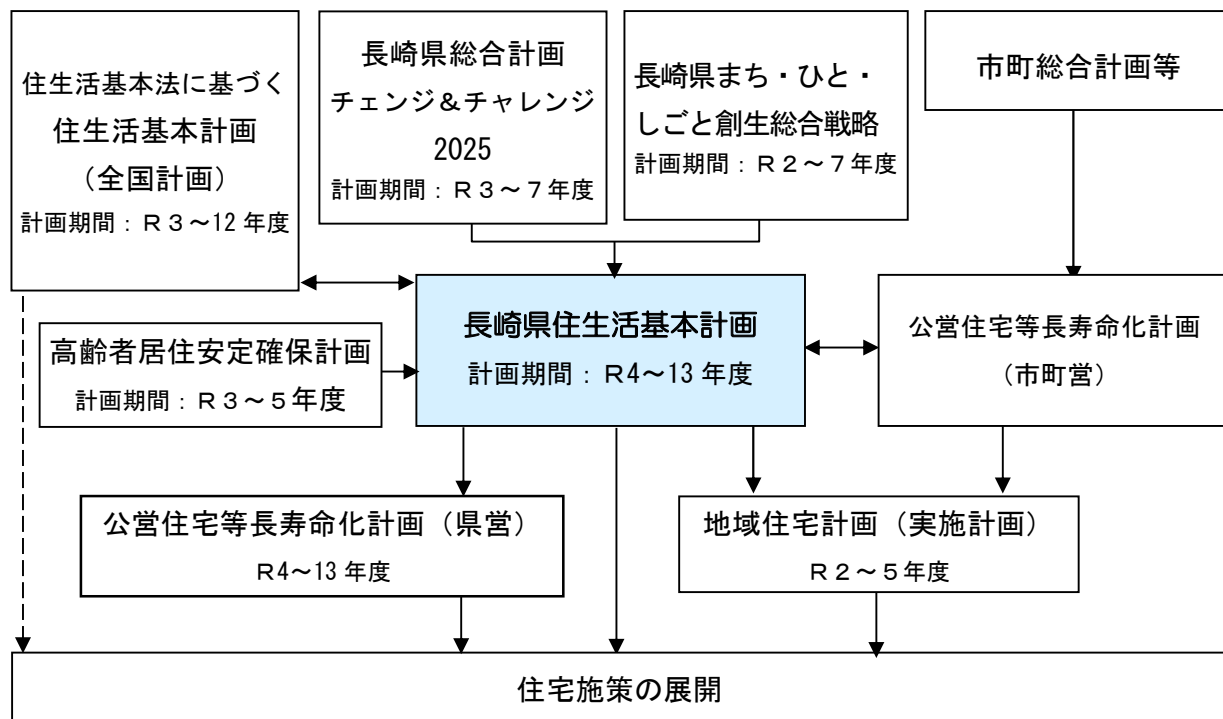 住生活基本法に基づく
住生活基本計画
（全国計画）
計画期間：Ｒ３～12年度
長崎県総合計画
チェンジ＆チャレンジ
2025
計画期間：Ｒ３～７年度
長崎県まち・ひと・
しごと創生総合戦略
計画期間：Ｒ２～７年度
市町総合計画等
高齢者居住安定確保計画
計画期間：Ｒ３～５年度
長崎県住生活基本計画
計画期間：R4～13年度
公営住宅等長寿命化計画
（市町営）
公営住宅等長寿命化計画（県営）
R4～13年度
地域住宅計画（実施計画）
Ｒ２～５年度
住宅施策の展開